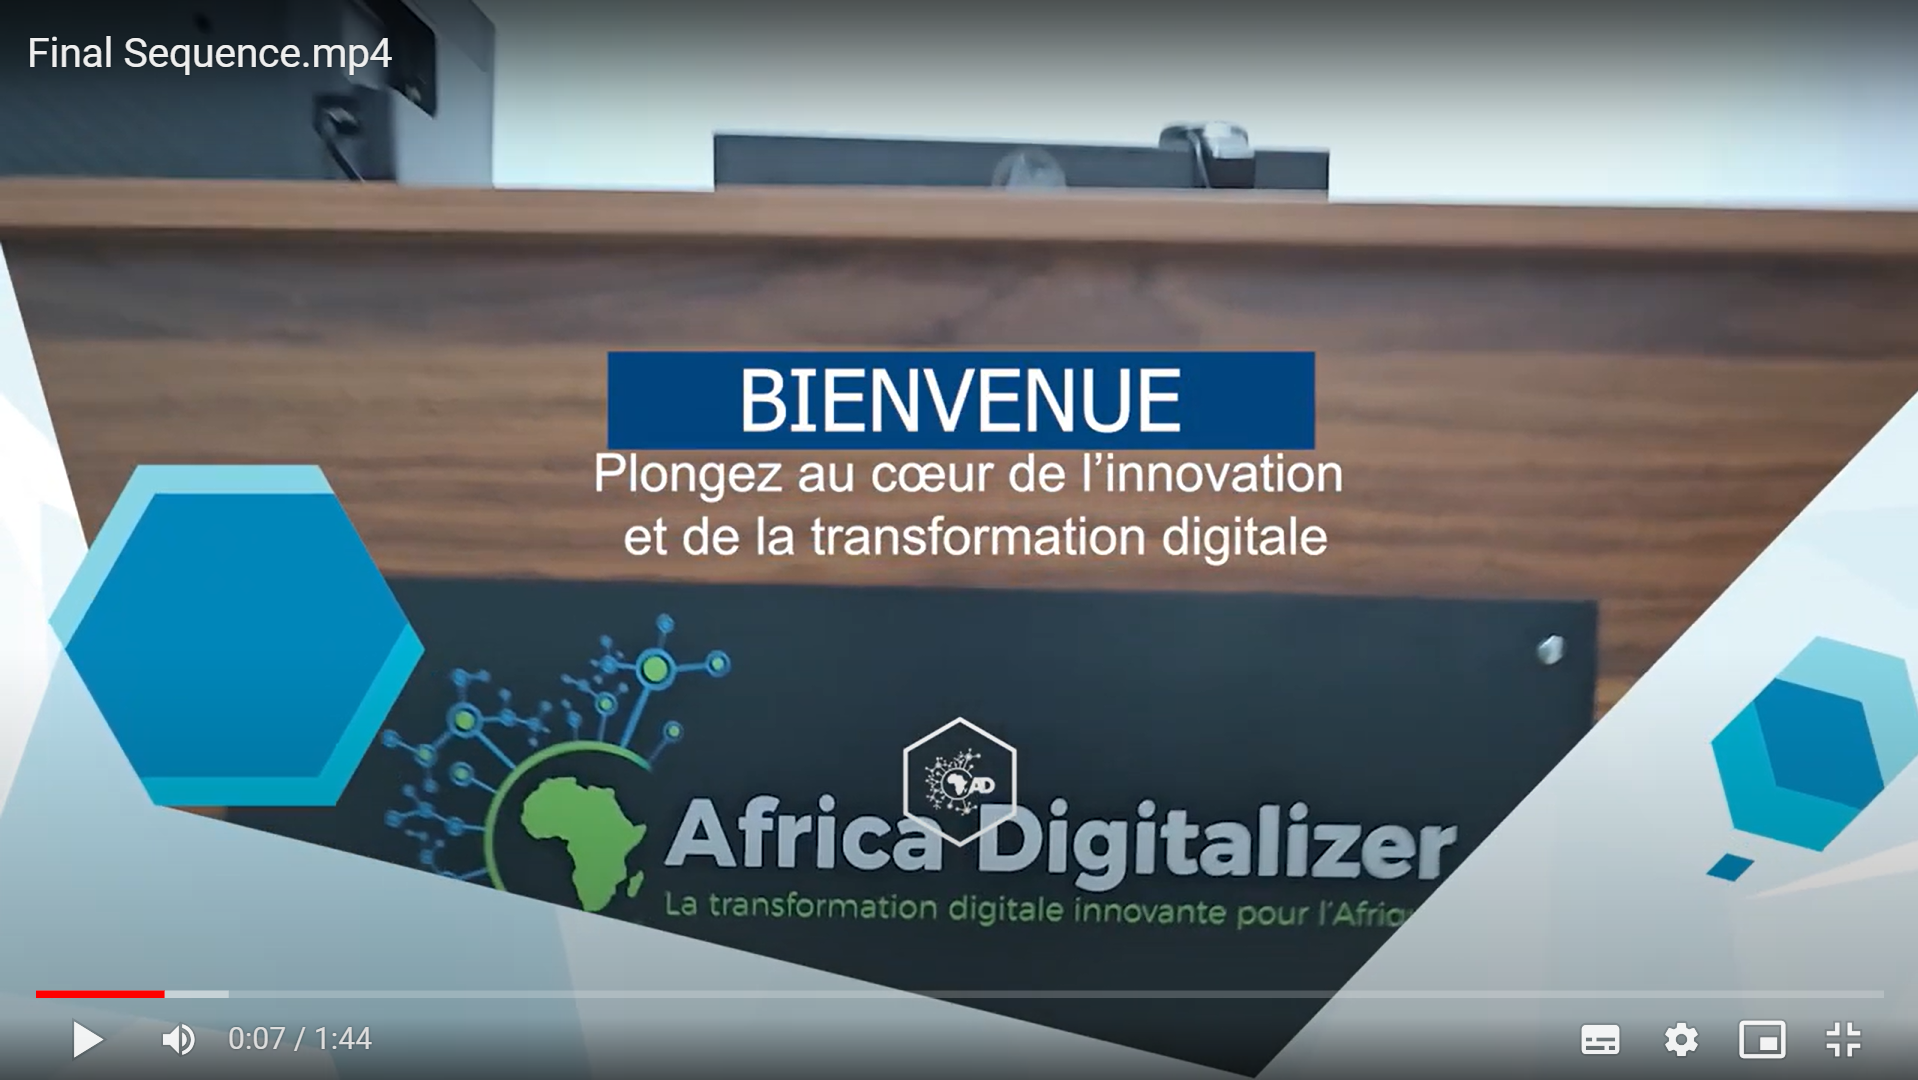 Final Sequence.mp4
BIENVENUE
Plongez au cœur de l’innovation
et de la transformation digitale
AD
Africa Digitalizer
La transformation digitale innovante pour l'Afriq
0:07 / 1:44